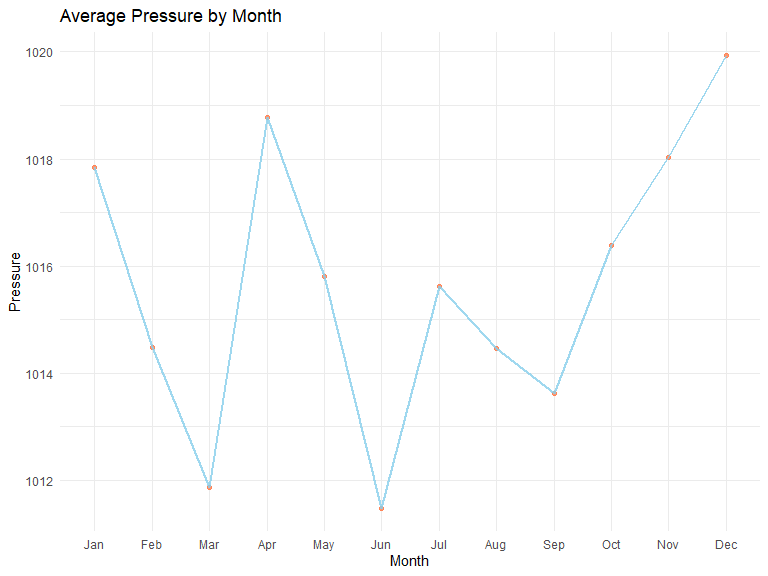 Average Pressure by Month
Pressure
1020
1018
1016
1014
1012
Jan Feb Mar Apr May Jun Jul Aug Sep Oct Nov Dec
Month